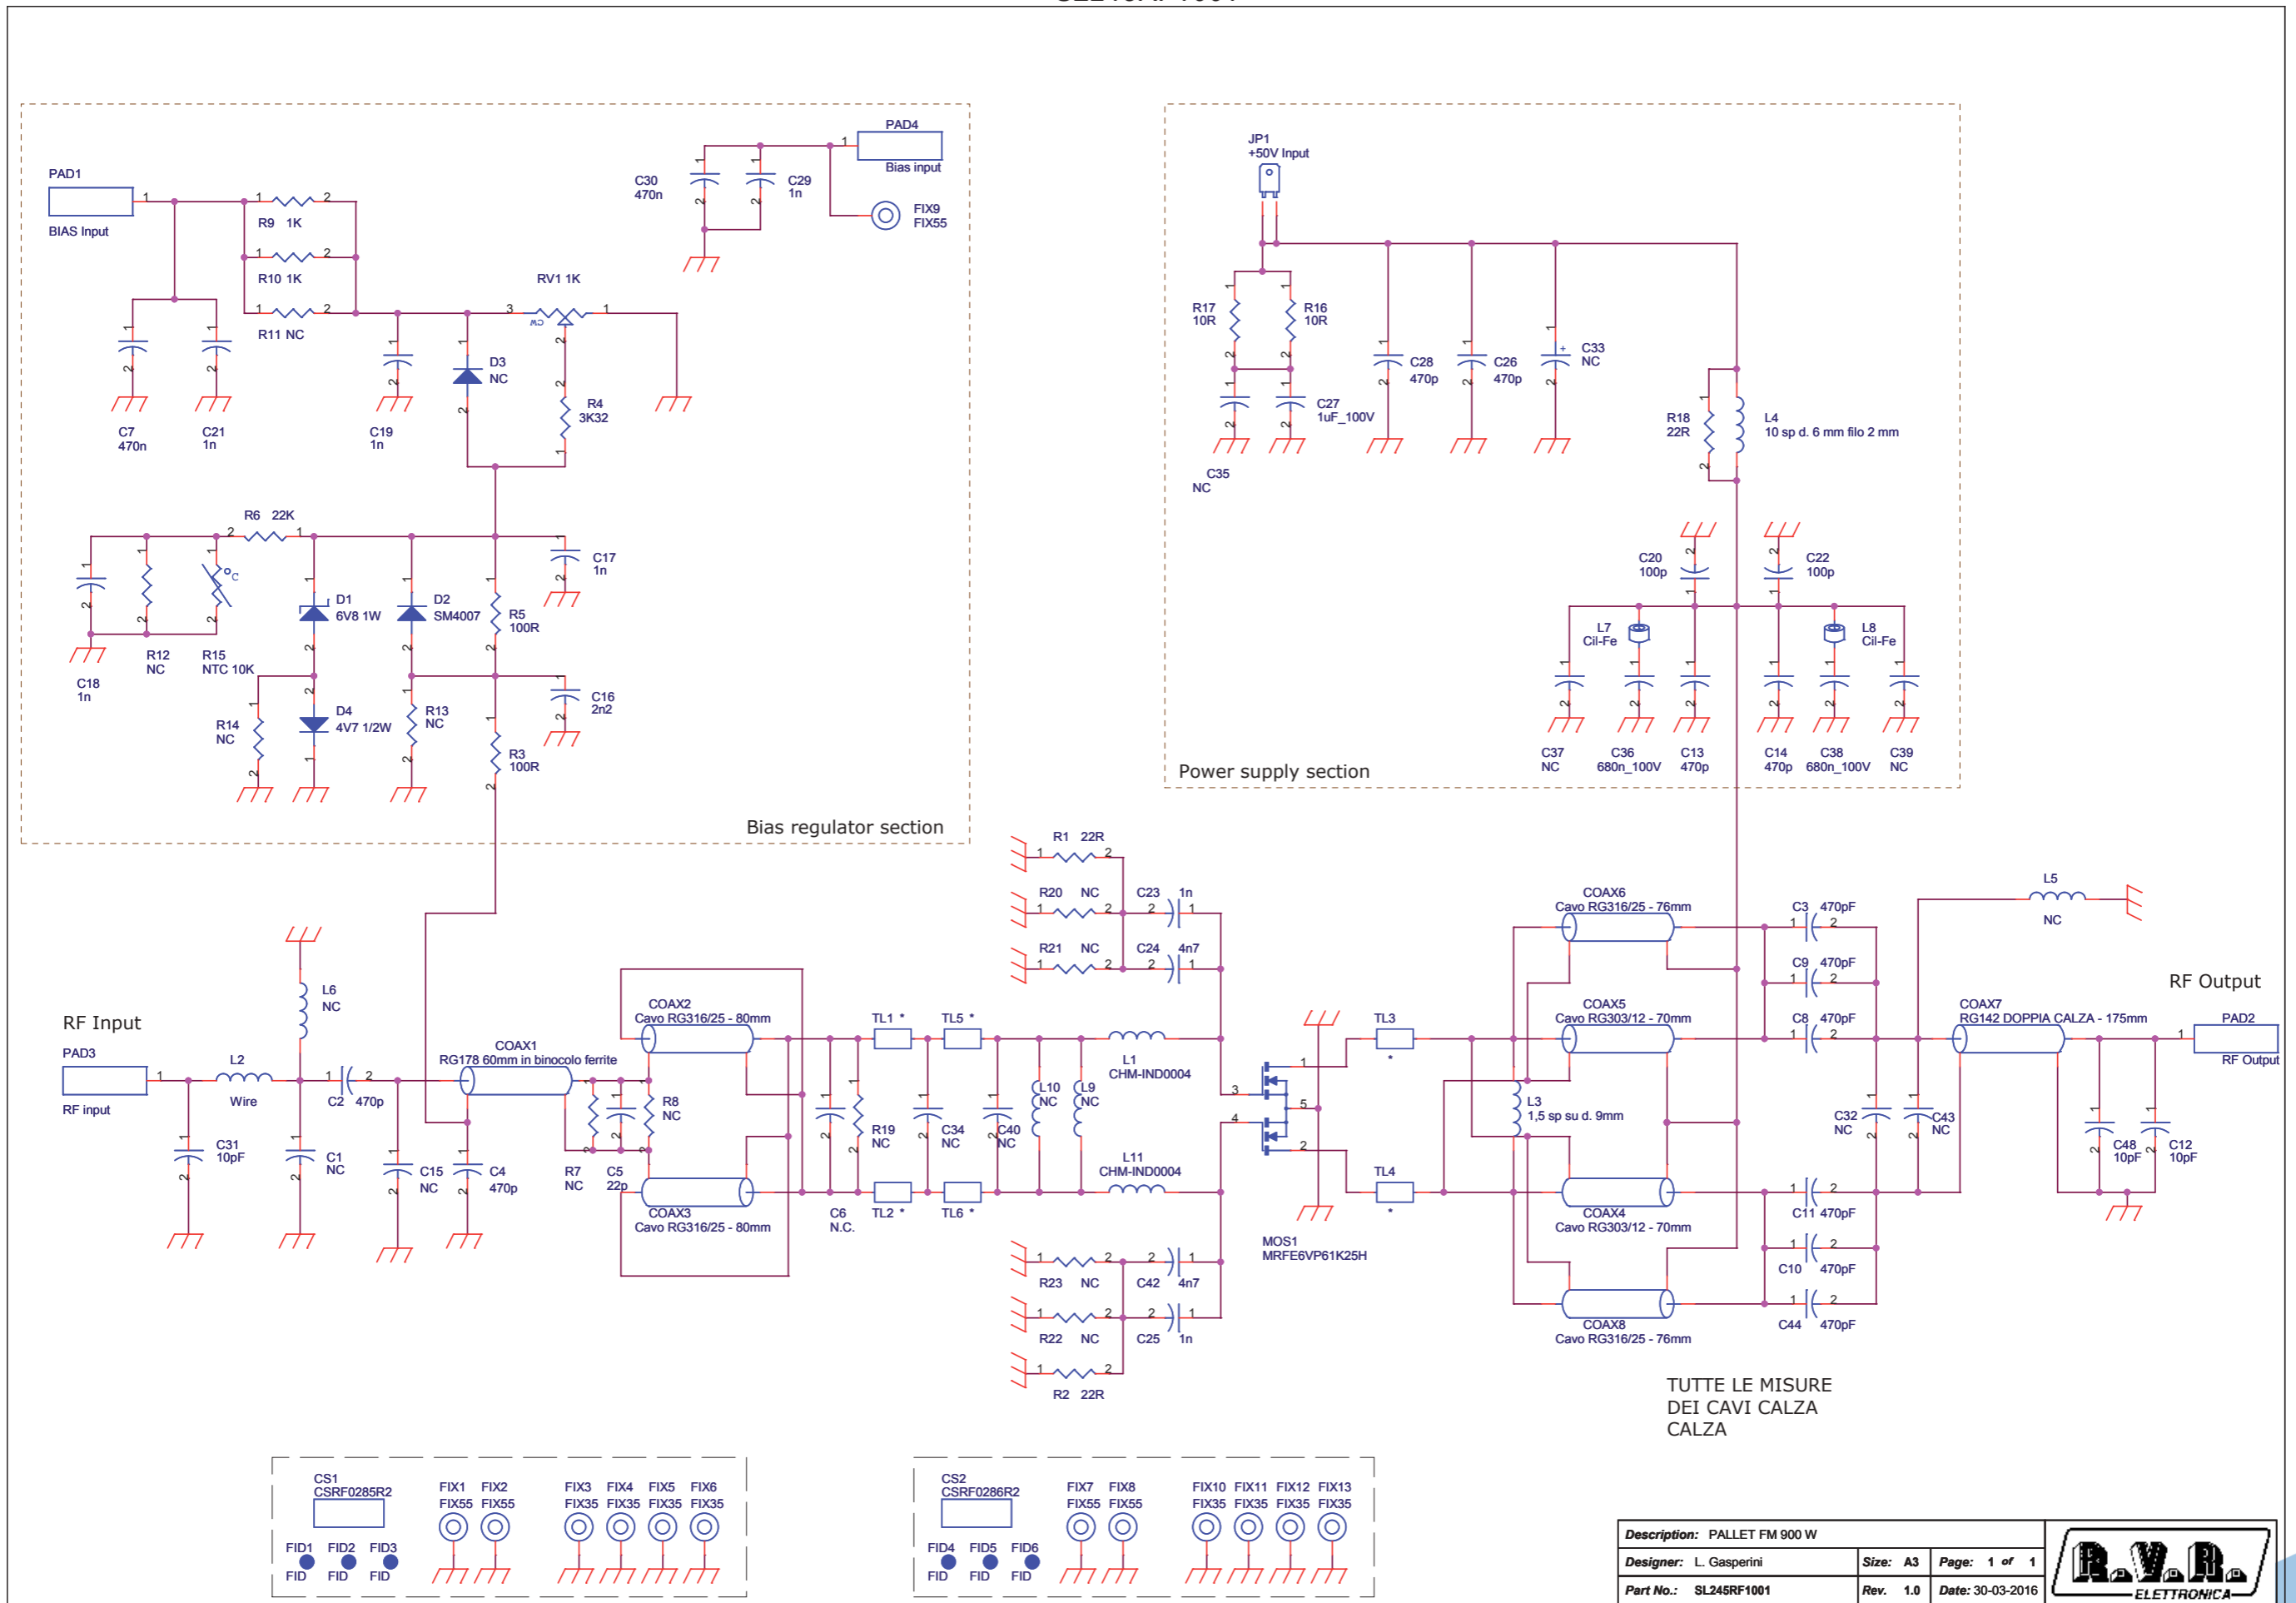 PAD1
BIAS Input
R9 1K
R10 1K
R11 NC
C7
470n
C21
1n
C19
1n
D3
NC
RV1 1K
R4
3K32
C30
470n
C29
1n
PAD4
Bias input
FIX9
FIX55
R6 22K
C18
1n
R12
NC
R15
NTC 10K
°C
D1
6V8 1W
D2
SM4007
R5
100R
C17
1n
R14
NC
D4
4V7 1/2W
R13
NC
C16
2n2
R3
100R
Bias regulator section
JP1
+50V Input
R17
10R
R16
10R
C35
NC
C27
1uF_100V
C28
470p
C26
470p
C33
NC
R18
22R
L4
10 sp d. 6 mm filo 2 mm
C20
100p
C22
100p
L7
Cil-Fe
L8
Cil-Fe
C37
NC
C36
680n_100V
C13
470p
C14
470p
C38
680n_100V
C39
NC
Power supply section
RF Input
PAD3
RF input
L2
Wire
C31
10pF
L6
NC
C1
NC
C2 470p
C15
NC
C4
470p
COAX1
RG178 60mm in binocolo ferrite
R7
NC
C5
22p
R8
NC
COAX2
Cavo RG316/25 - 80mm
COAX3
Cavo RG316/25 - 80mm
C6
N.C.
R19
NC
TL1 *
TL5 *
TL2 *
TL6 *
C34
NC
C40
NC
L10
NC
L9
NC
L1
CHM-IND0004
L11
CHM-IND0004
R1 22R
R20 NC
R21 NC
C23 1n
C24 4n7
R23 NC
R22 NC
R2 22R
C42 4n7
C25 1n
MOS1
MRFE6VP61K25H
TL3
*
TL4
*
L3
1,5 sp su d. 9mm
COAX6
Cavo RG316/25 - 76mm
COAX5
Cavo RG303/12 - 70mm
COAX4
Cavo RG303/12 - 70mm
COAX8
Cavo RG316/25 - 76mm
C3 470pF
C9 470pF
C8 470pF
C11 470pF
C10 470pF
C44 470pF
C32
NC
C43
NC
L5
NC
COAX7
RG142 DOPPIA CALZA - 175mm
C48
10pF
C12
10pF
RF Output
PAD2
RF Output
TUTTE LE MISURE
DEI CAVI CALZA
CALZA
CS1
CSRF0285R2
FID1 FID2 FID3
FID FID FID
FIX1 FIX2 FIX3 FIX4 FIX5 FIX6
FIX55 FIX55 FIX35 FIX35 FIX35 FIX35
CS2
CSRF0286R2
FID4 FID5 FID6
FID FID FID
FIX7 FIX8 FIX10 FIX11 FIX12 FIX13
FIX55 FIX55 FIX35 FIX35 FIX35 FIX35
Description: PALLET FM 900 W
Designer: L. Gasperini Size: A3 Page: 1 of 1
Part No.: SL245RF1001 Rev. 1.0 Date: 30-03-2016
R.V.R.
ELETTRONICA